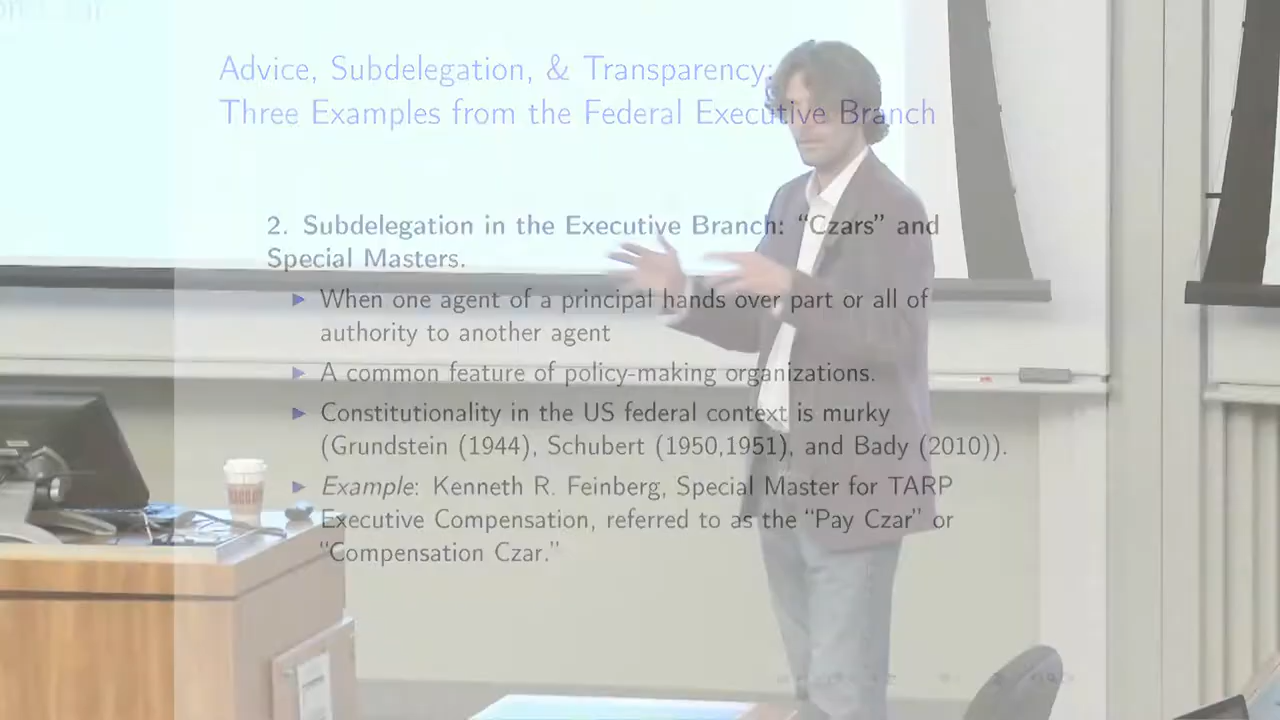 Advice, Subdelegation, & Transparency:
Three Examples from the Federal Executive Branch
2. Subdelegation in the Executive Branch: “Czars” and
Special Masters.
When one agent of a principal hands over part or all of
authority to another agent
A common feature of policy-making organizations.
Constitutionality in the US federal context is murky
(Grundstein (1944), Schubert (1950,1951), and Bady (2010)).
Example: Kenneth R. Feinberg, Special Master for TARP
Executive Compensation, referred to as the “Pay Czar” or
“Compensation Czar.”